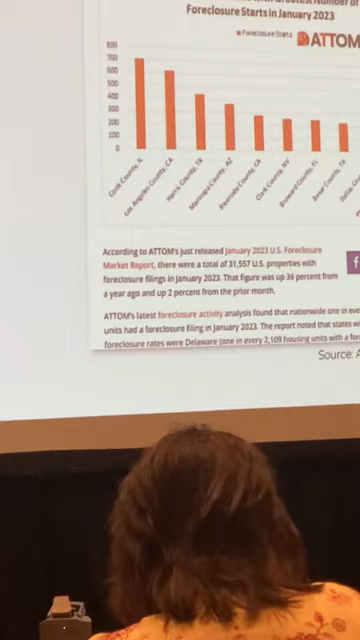 Number of
Foreclosure Starts in January 2023
Foreclosure Starts
ATTOM
800
700
600
500
400
300
200
100
0
Cook County, IL
Los Angeles County, CA
Harris County, TX
Maricopa County, AZ
Riverside County, CA
Clark County, NV
Broward County, FL
Bexar County, TX
Dallas
According to ATTOM's just released January 2023 U.S. Foreclosure
Market Report, there were a total of 31,557 U.S. properties with
foreclosure filings in January 2023. That figure was up 36 percent from
a year ago and up 2 percent from the prior month.
f
ATTOM's latest foreclosure activity analysis found that nationwide one in eve
units had a foreclosure filing in January 2023. The report noted that states w
foreclosure rates were Delaware (one in every 2,109 housing units with a for
Source: A